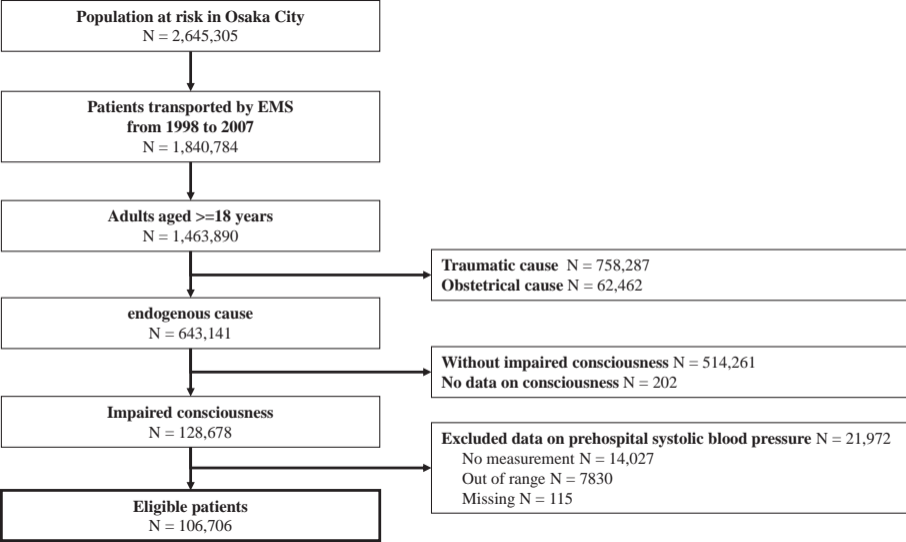 Population at risk in Osaka City
N = 2,645,305
Patients transported by EMS
from 1998 to 2007
N = 1,840,784
Adults aged >=18 years
N = 1,463,890
Traumatic cause N = 758,287
Obstetrical cause N = 62,462
endogenous cause
N = 643,141
Without impaired consciousness N = 514,261
No data on consciousness N = 202
Impaired consciousness
N = 128,678
Excluded data on prehospital systolic blood pressure N = 21,972
No measurement N = 14,027
Out of range N = 7830
Missing N = 115
Eligible patients
N = 106,706